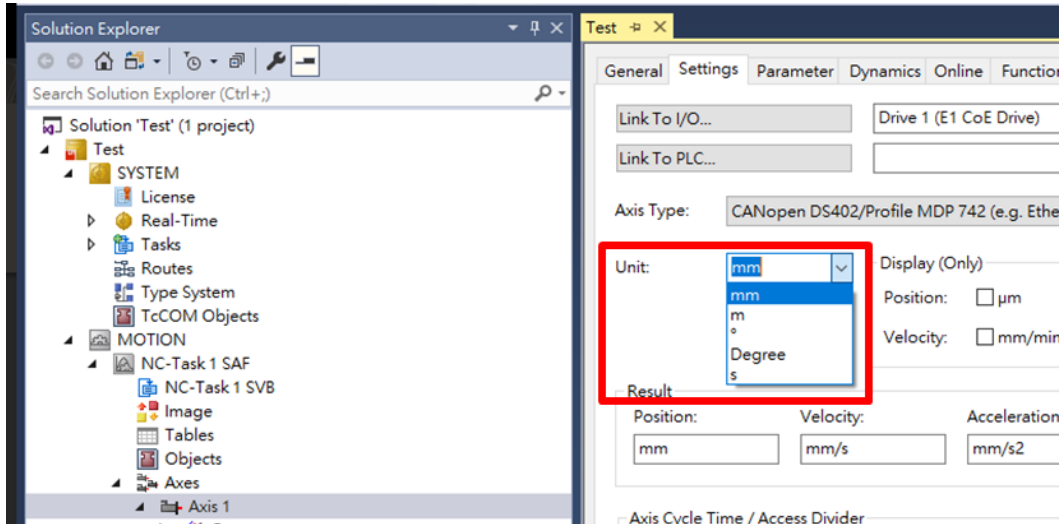 Solution Explorer
Search Solution Explorer (Ctrl+;)
Solution 'Test' (1 project)
Test
SYSTEM
License
Real-Time
Tasks
Routes
Type System
TcCOM Objects
MOTION
NC-Task 1 SAF
NC-Task 1 SVB
Image
Tables
Objects
Axes
Axis 1
Test
General Settings Parameter Dynamics Online Function
Link To I/O... Drive 1 (E1 CoE Drive)
Link To PLC...
Axis Type: CANopen DS402/Profile MDP 742 (e.g. Ethe
Unit: mm Display (Only)
mm Position: µm
m
° Velocity: mm/min
Degree
s
Result
Position: Velocity: Acceleration
mm mm/s mm/s2
Axis Cycle Time / Access Divider